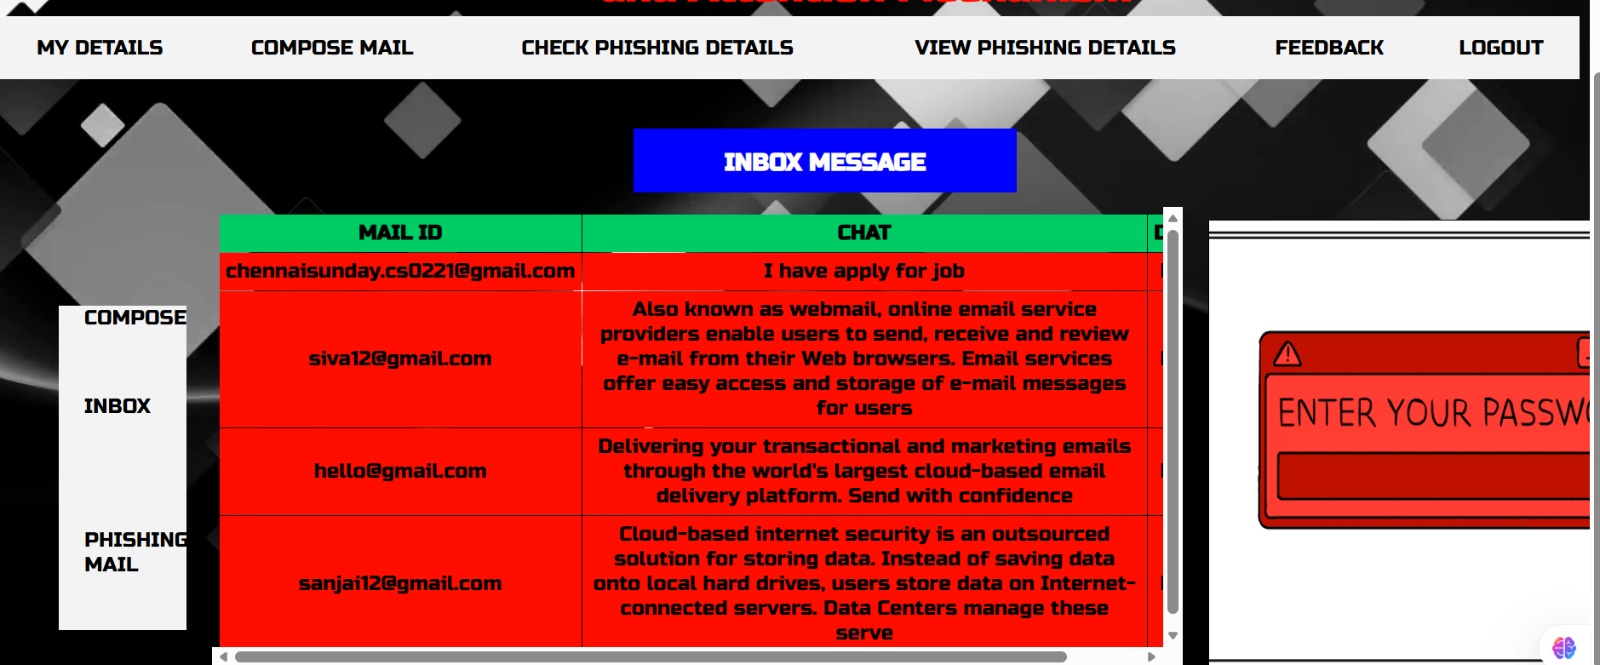 and Attention Mechanism
MY DETAILS COMPOSE MAIL CHECK PHISHING DETAILS VIEW PHISHING DETAILS FEEDBACK LOGOUT
INBOX MESSAGE
MAIL ID CHAT
chennaisunday.cs0221@gmail.com I have apply for job
siva12@gmail.com
Also known as webmail, online email service
providers enable users to send, receive and review
e-mail from their Web browsers. Email services
offer easy access and storage of e-mail messages
for users
hello@gmail.com
Delivering your transactional and marketing emails
through the world's largest cloud-based email
delivery platform. Send with confidence
sanjai12@gmail.com
Cloud-based internet security is an outsourced
solution for storing data. Instead of saving data
onto local hard drives, users store data on Internet-
connected servers. Data Centers manage these
serve
COMPOSE
INBOX
PHISHING
MAIL
ENTER YOUR PASSWO